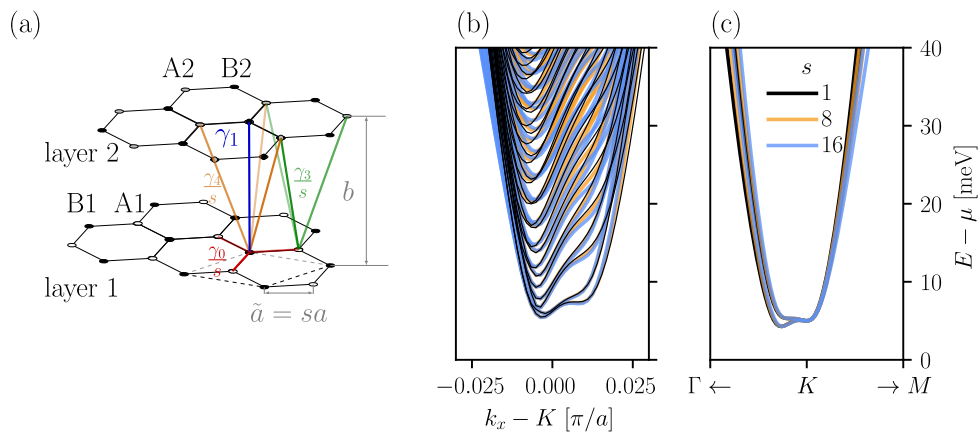 (a)
A2 B2
γ1
layer 2
γ4/s
γ3/s
b
B1 A1
γ0/s
layer 1
ã = sa
(b)
−0.025 0.000 0.025
kx − K [π/a]
(c)
s
1
8
16
40
30
20
10
0
E − μ [meV]
Γ ← K → M